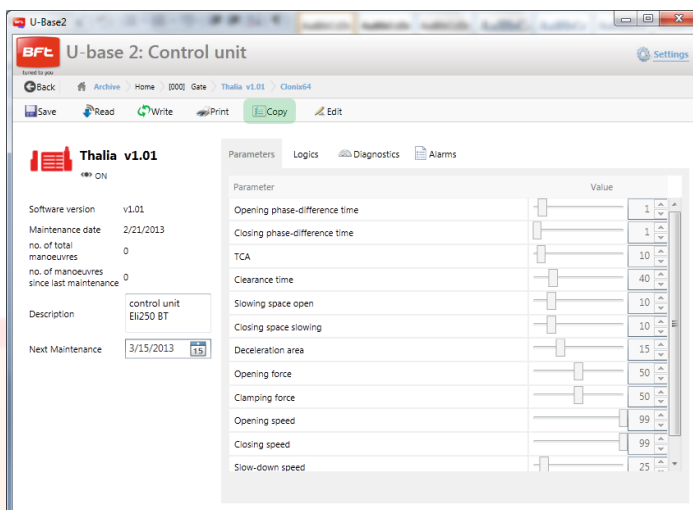 U-Base2
BFT
tuned to you
U-base 2: Control unit
Settings
Back Archive Home [000] Gate Thalia v1.01 Clonix64
Save Read Write Print Copy Edit
Thalia v1.01
ON
Software version v1.01
Maintenance date 2/21/2013
no. of total
manoeuvres 0
no. of manoeuvres
since last maintenance 0
Description control unit
Eli250 BT
Next Maintenance 3/15/2013 15
Parameters Logics Diagnostics Alarms
Parameter Value
Opening phase-difference time 1
Closing phase-difference time 1
TCA 10
Clearance time 40
Slowing space open 10
Closing space slowing 10
Deceleration area 15
Opening force 50
Clamping force 50
Opening speed 99
Closing speed 99
Slow-down speed 25